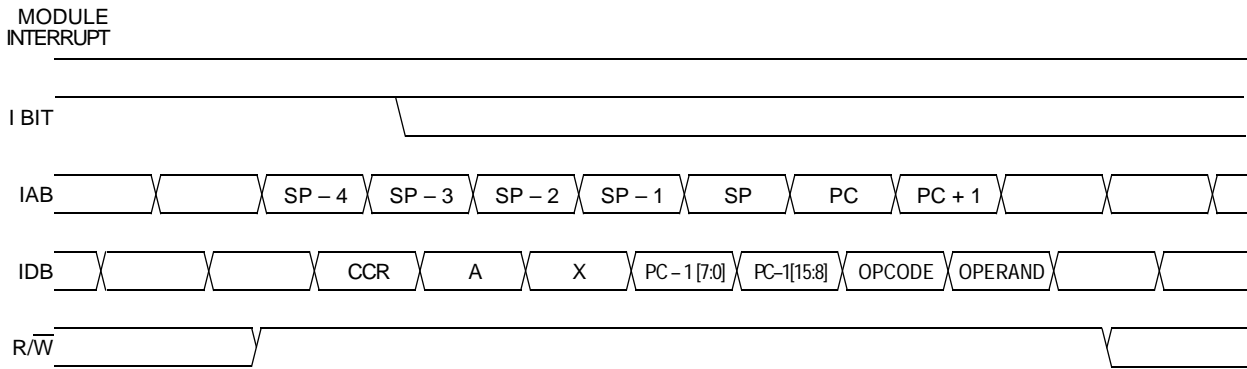 MODULE
INTERRUPT
I BIT
IAB SP – 4 SP – 3 SP – 2 SP – 1 SP PC PC + 1
IDB CCR A X PC – 1 [7:0] PC–1[15:8] OPCODE OPERAND
R/W̅